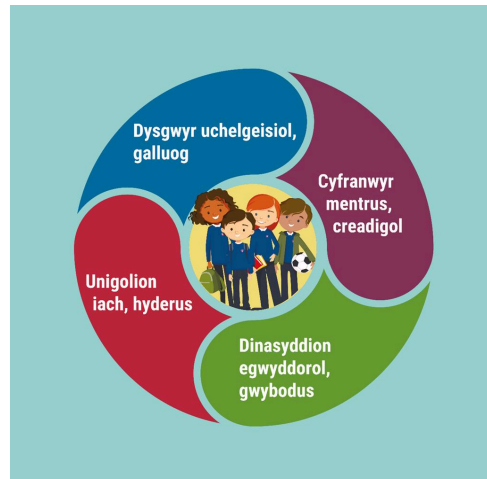 Dysgwyr uchelgeisiol,
galluog
Cyfranwyr
mentrus,
creadigol
Unigolion
iach, hyderus
Dinasyddion
egwyddorol,
gwybodus